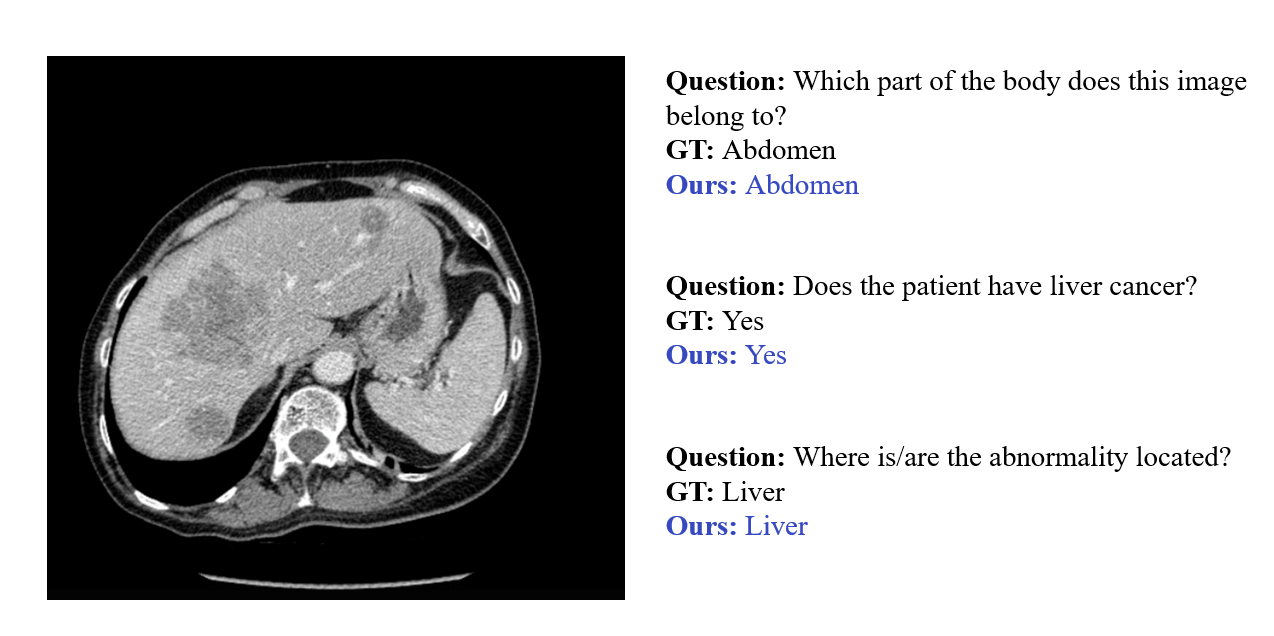 Question: Which part of the body does this image
belong to?
GT: Abdomen
Ours: Abdomen
Question: Does the patient have liver cancer?
GT: Yes
Ours: Yes
Question: Where is/are the abnormality located?
GT: Liver
Ours: Liver